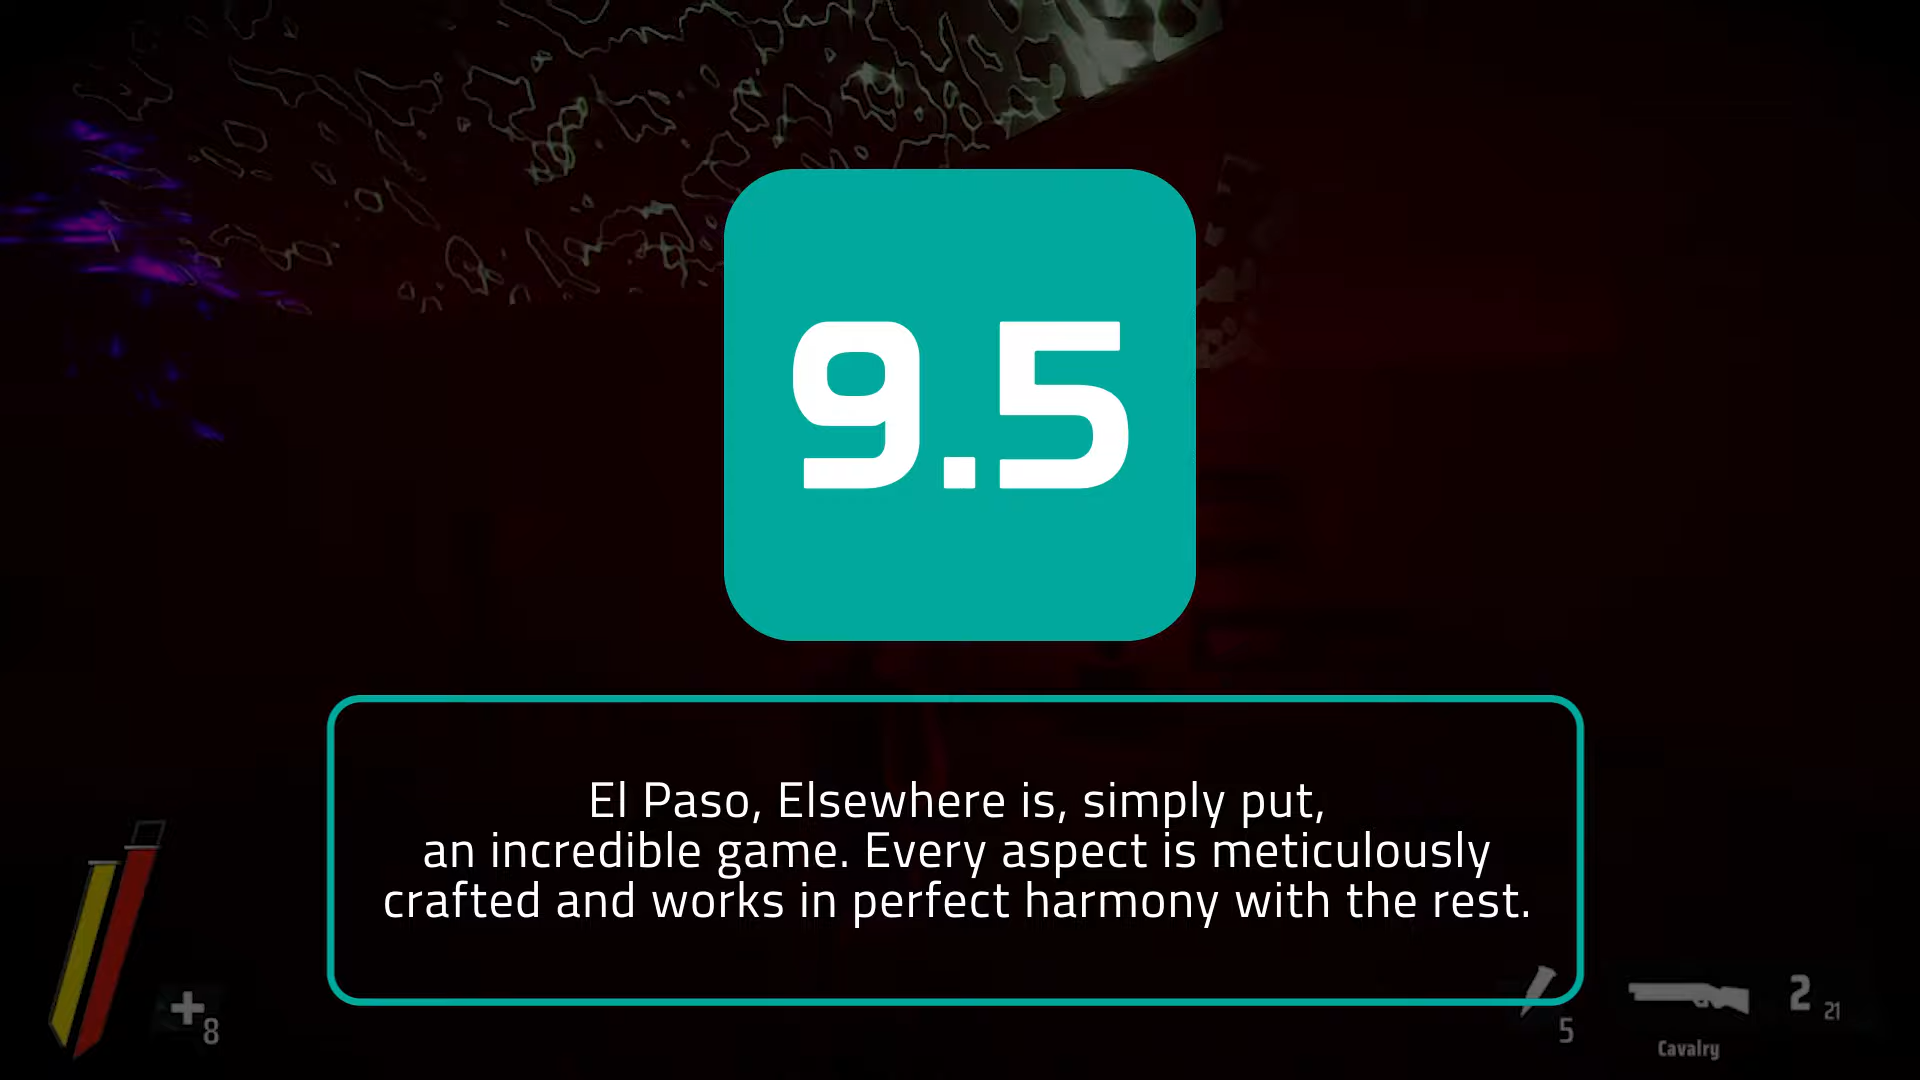 9.5
El Paso, Elsewhere is, simply put,
an incredible game. Every aspect is meticulously
crafted and works in perfect harmony with the rest.
8
5
2
21
Cavalry